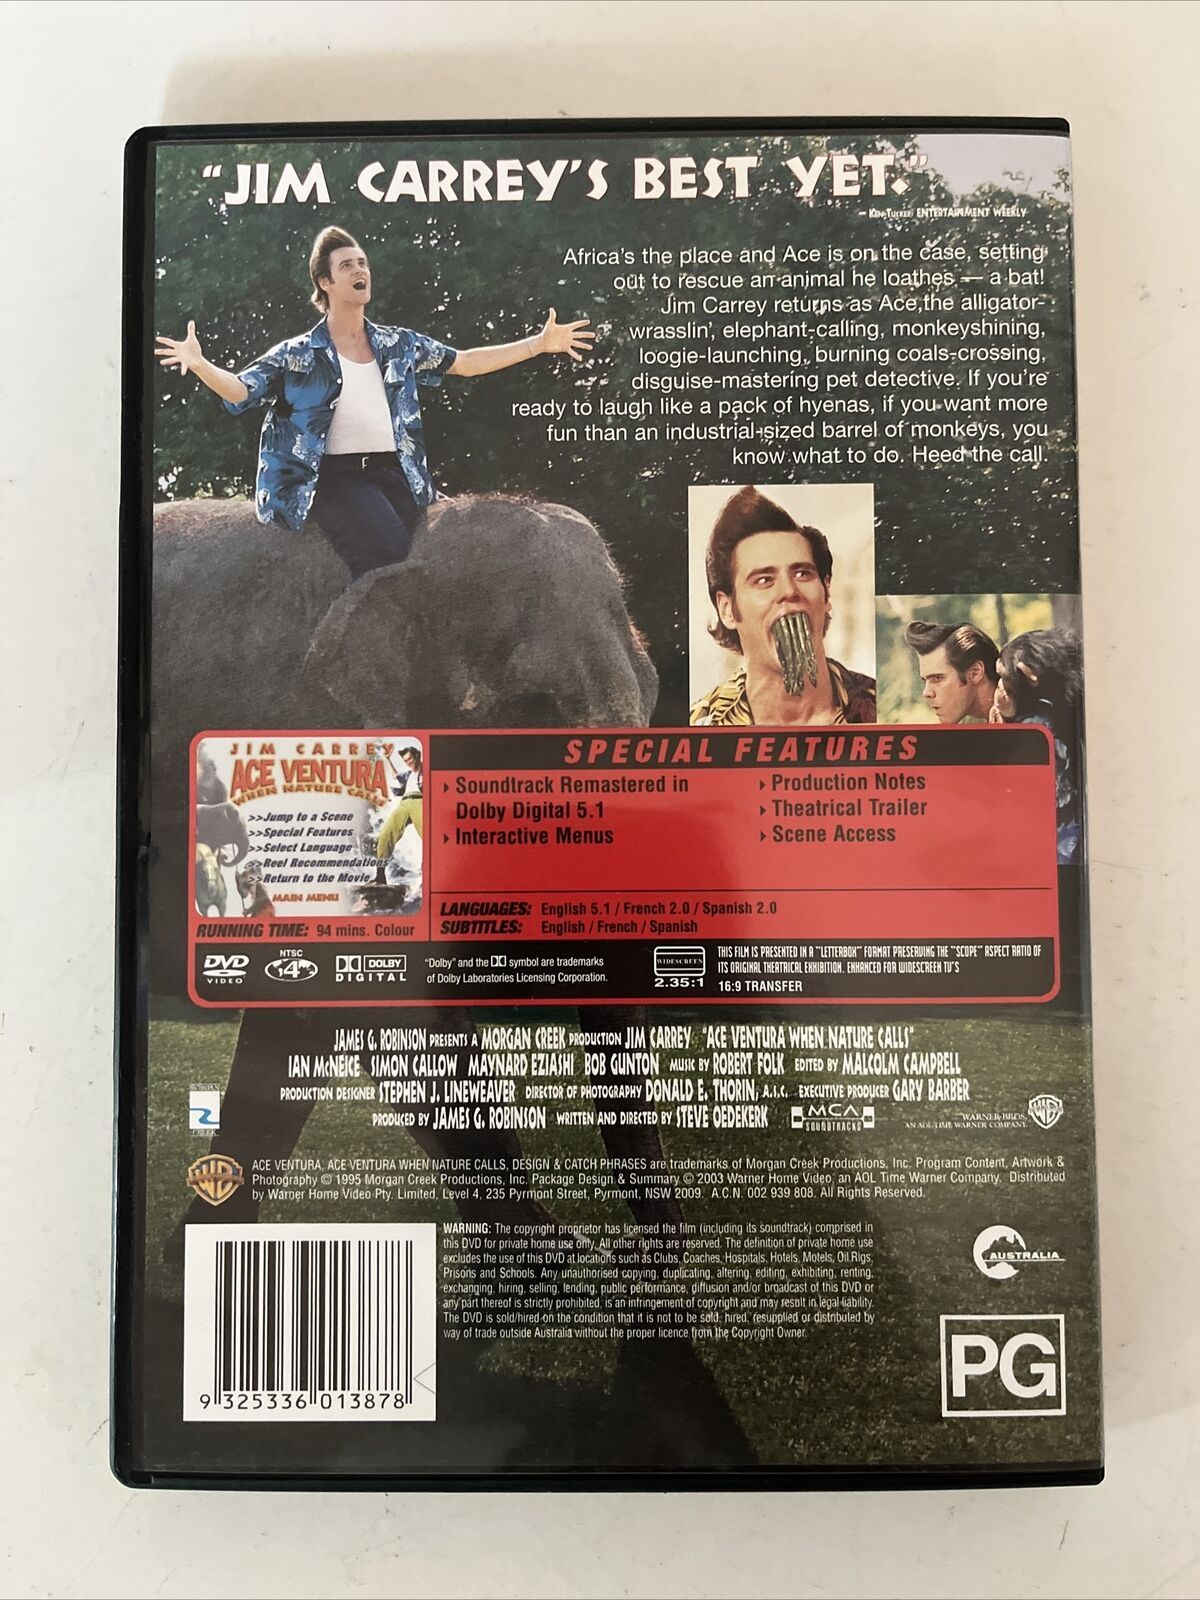 "JIM CARREY'S BEST YET."
– KEN TUCKER, ENTERTAINMENT WEEKLY
Africa's the place and Ace is on the case, setting
out to rescue an animal he loathes — a bat!
Jim Carrey returns as Ace,the alligator-
wrasslin', elephant-calling, monkeyshining,
loogie-launching, burning coals-crossing,
disguise-mastering pet detective. If you're
ready to laugh like a pack of hyenas, if you want more
fun than an industrial-sized barrel of monkeys, you
know what to do. Heed the call.
JIM CARREY
ACE VENTURA
WHEN NATURE CALLS
>>Jump to a Scene
>>Special Features
>>Select Language
>>Reel Recommendations
>>Return to the Movie
MAIN MENU
RUNNING TIME: 94 mins. Colour
SPECIAL FEATURES
Soundtrack Remastered in
Dolby Digital 5.1
Interactive Menus
Production Notes
Theatrical Trailer
Scene Access
LANGUAGES: English 5.1 / French 2.0 / Spanish 2.0
SUBTITLES: English / French / Spanish
DVD
VIDEO
NTSC
4
DOLBY
DIGITAL
"Dolby" and the DD symbol are trademarks
of Dolby Laboratories Licensing Corporation.
WIDESCREEN
2.35:1
THIS FILM IS PRESENTED IN A ""LETTERBOX" FORMAT PRESERVING THE ""SCOPE" ASPECT RATIO OF
ITS ORIGINAL THEATRICAL EXHIBITION. ENHANCED FOR WIDESCREEN TV'S
16:9 TRANSFER
JAMES G. ROBINSON PRESENTS A MORGAN CREEK PRODUCTION JIM CARREY "ACE VENTURA WHEN NATURE CALLS"
IAN McNEICE SIMON CALLOW MAYNARD EZIASHI BOB GUNTON MUSIC BY ROBERT FOLK EDITED BY MALCOLM CAMPBELL
PRODUCTION DESIGNER STEPHEN J. LINEWEAVER DIRECTOR OF PHOTOGRAPHY DONALD E. THORIN, A.S.C. EXECUTIVE PRODUCER GARY BARBER
PRODUCED BY JAMES G. ROBINSON WRITTEN AND DIRECTED BY STEVE OEDEKERK
MCA
SOUNDTRACKS
WARNER BROS.
AN AOL TIME WARNER COMPANY
MORGAN
CREEK
ACE VENTURA, ACE VENTURA WHEN NATURE CALLS, DESIGN & CATCH PHRASES are trademarks of Morgan Creek Productions, Inc. Program Content, Artwork &
Photography © 1995 Morgan Creek Productions, Inc. Package Design & Summary © 2003 Warner Home Video, an AOL Time Warner Company. Distributed
by Warner Home Video Pty. Limited, Level 4, 235 Pyrmont Street, Pyrmont, NSW 2009. A.C.N. 002 939 808. All Rights Reserved.
WARNING: The copyright proprietor has licensed the film (including its soundtrack) comprised in
this DVD for private home use only. All other rights are reserved. The definition of private home use
excludes the use of this DVD at locations such as Clubs, Coaches, Hospitals, Hotels, Motels, Oil Rigs,
Prisons and Schools. Any unauthorised copying, duplicating, altering, editing, exhibiting, renting,
exchanging, hiring, selling, lending, public performance, diffusion and/or broadcast of this DVD or
any part thereof is strictly prohibited, is an infringement of copyright and may result in legal liability.
The DVD is sold/hired on the condition that it is not to be sold, hired, resupplied or distributed by
way of trade outside Australia without the proper licence from the Copyright Owner.
AUSTRALIA
PG
9 325336 013878